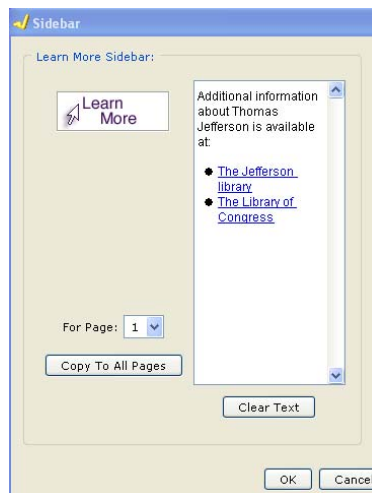 Sidebar
Learn More Sidebar:
Learn
More
Additional information
about Thomas
Jefferson is available
at:
The Jefferson
library
The Library of
Congress
For Page: 1
Copy To All Pages
Clear Text
OK
Cance